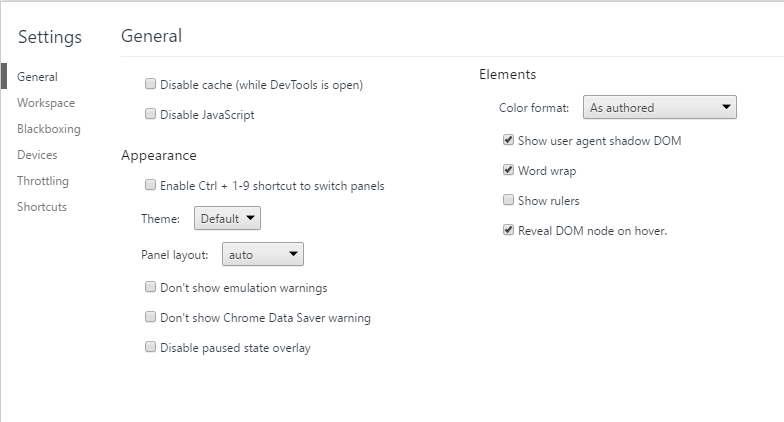 Settings
General
Workspace
Blackboxing
Devices
Throttling
Shortcuts
General
Disable cache (while DevTools is open)
Disable JavaScript
Appearance
Enable Ctrl + 1-9 shortcut to switch panels
Theme: Default
Panel layout: auto
Don't show emulation warnings
Don't show Chrome Data Saver warning
Disable paused state overlay
Elements
Color format: As authored
Show user agent shadow DOM
Word wrap
Show rulers
Reveal DOM node on hover.